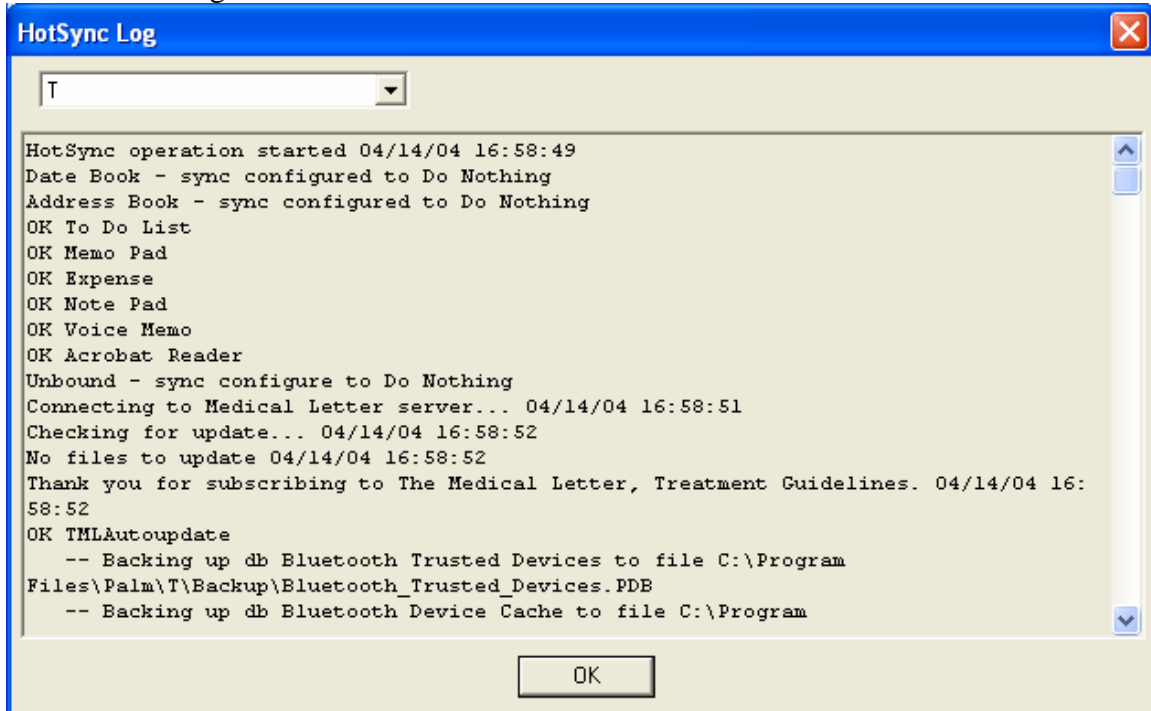 HotSync Log
T
HotSync operation started 04/14/04 16:58:49
Date Book - sync configured to Do Nothing
Address Book - sync configured to Do Nothing
OK To Do List
OK Memo Pad
OK Expense
OK Note Pad
OK Voice Memo
OK Acrobat Reader
Unbound - sync configure to Do Nothing
Connecting to Medical Letter server... 04/14/04 16:58:51
Checking for update... 04/14/04 16:58:52
No files to update 04/14/04 16:58:52
Thank you for subscribing to The Medical Letter, Treatment Guidelines. 04/14/04 16:
58:52
OK TMLAutoupdate
-- Backing up db Bluetooth Trusted Devices to file C:\Program
Files\Palm\T\Backup\Bluetooth_Trusted_Devices.PDB
-- Backing up db Bluetooth Device Cache to file C:\Program
OK